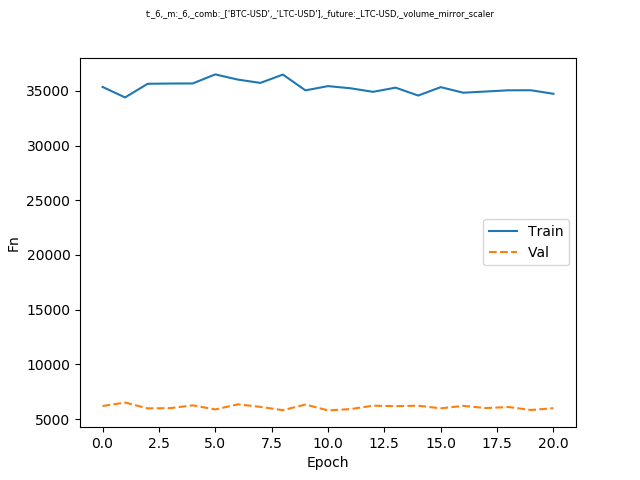 t:_6,_m:_6,_comb:_['BTC-USD',_'LTC-USD'],_future:_LTC-USD,_volume_mirror_scaler
35000
30000
25000
20000
15000
10000
5000
Fn
Train
Val
0.0 2.5 5.0 7.5 10.0 12.5 15.0 17.5 20.0
Epoch